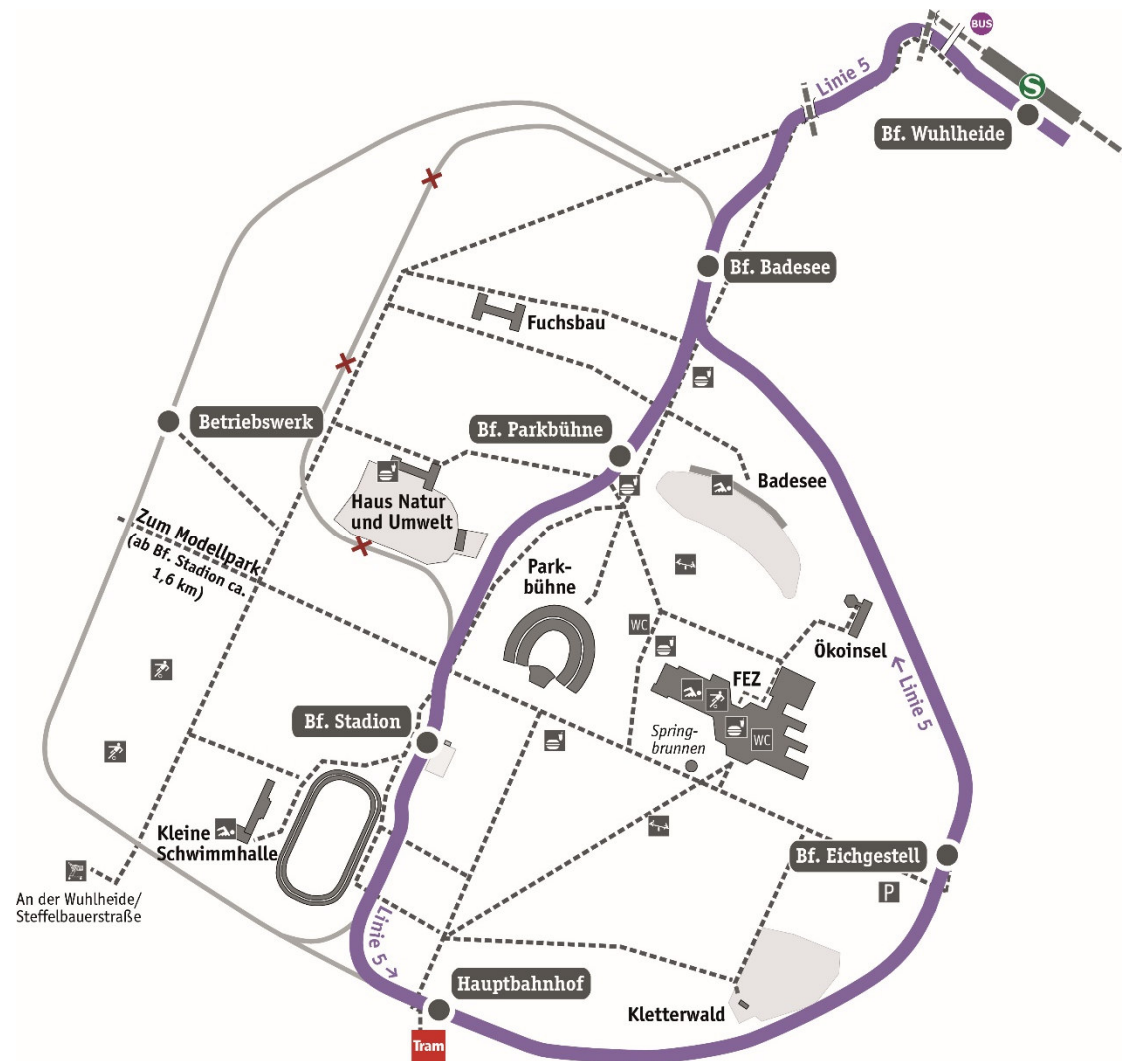 BUS
Linie 5
S
Bf. Wuhlheide
Bf. Badesee
Fuchsbau
Betriebswerk
Bf. Parkbühne
Badesee
Haus Natur
und Umwelt
Zum Modellpark
(ab Bf. Stadion ca.
1,6 km)
Park-
bühne
WC
Ökoinsel
FEZ
Linie 5
Bf. Stadion
Spring-
brunnen
WC
Kleine
Schwimmhalle
Bf. Eichgestell
An der Wuhlheide/
Steffelbauerstraße
P
Linie 5
Hauptbahnhof
Kletterwald
Tram